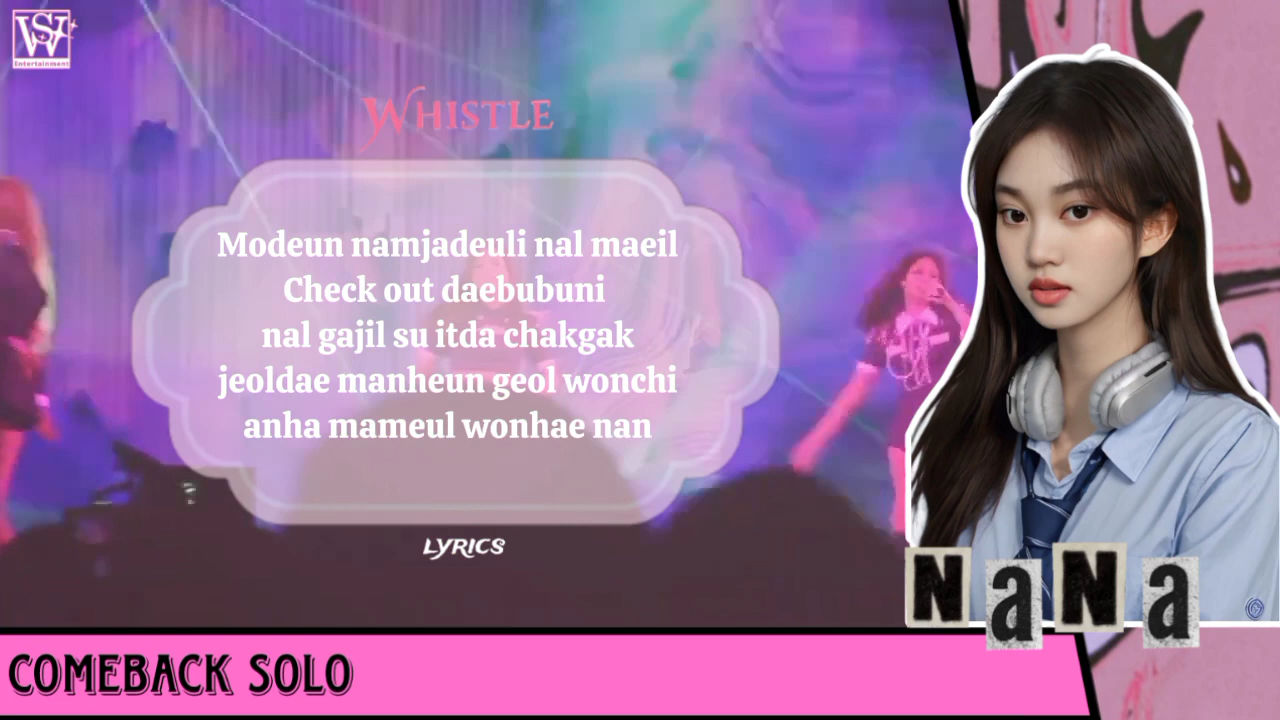 SW
Entertainment
WHISTLE
Modeun namjadeuli nal maeil
Check out daebubuni
nal gajil su itda chakgak
jeoldae manheun geol wonchi
anha mameul wonhae nan
LYRICS
NaNa
COMEBACK SOLO